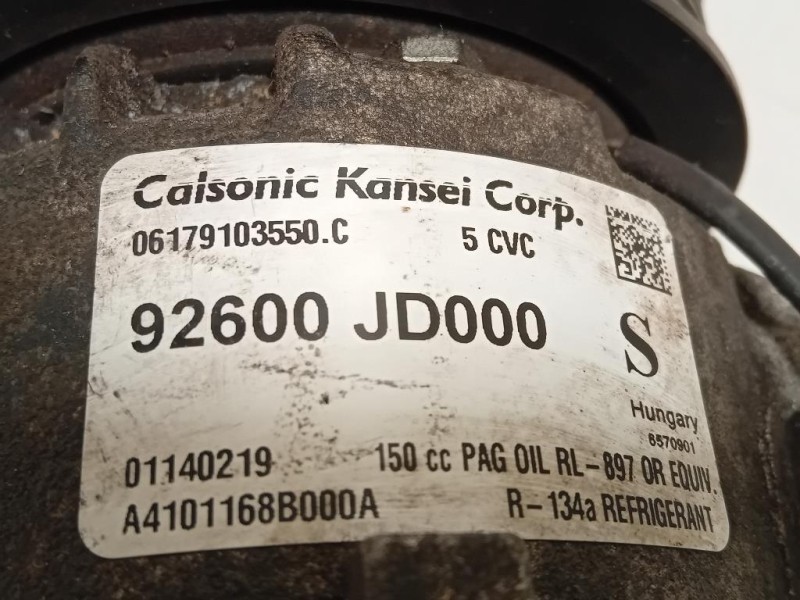 Calsonic Kansei Corp.
06179103550.C 5 CVC
92600 JD000 S
Hungary
8570901
01140219 150 cc PAG OIL RL-897 OR EQUIV.
A4101168B000A R-134a REFRIGERANT